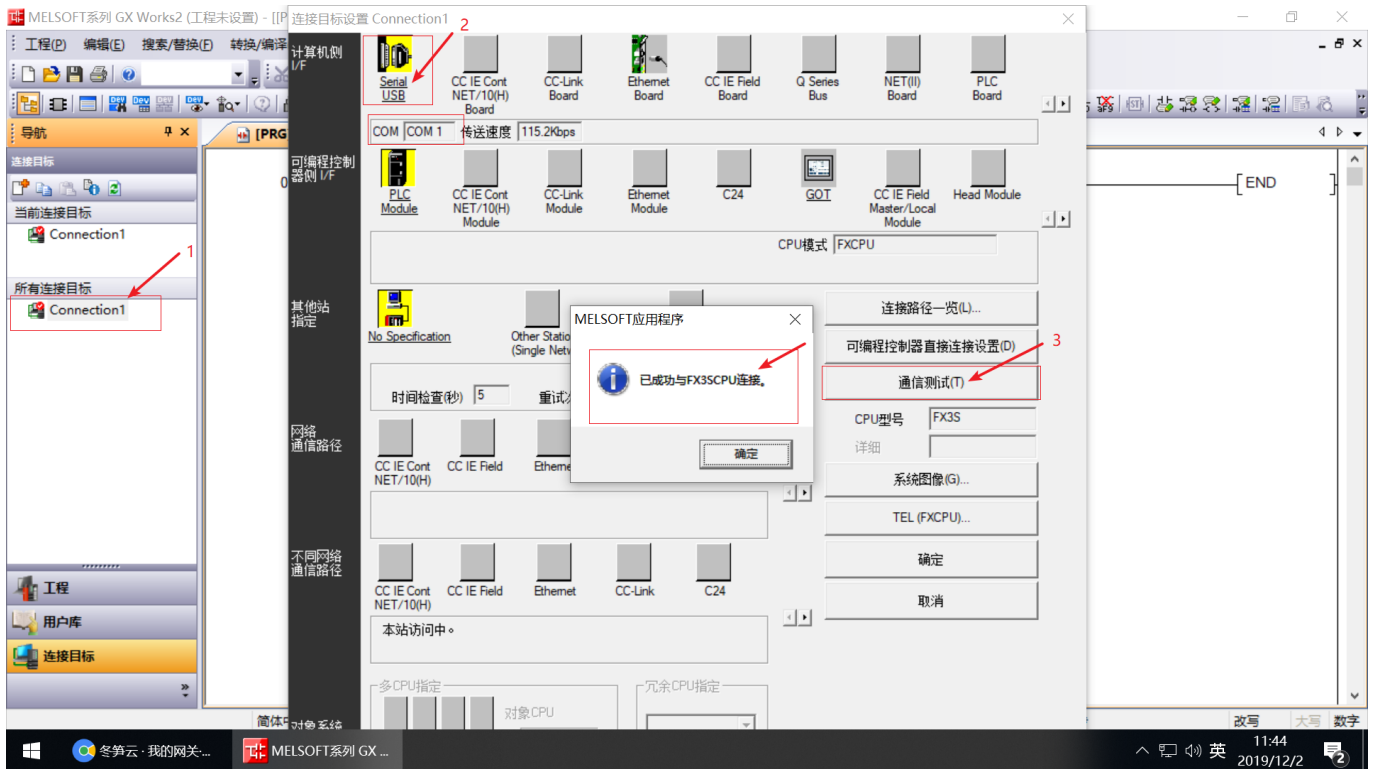 MELSOFT系列 GX Works2 (工程未设置) - [[P
连接目标设置 Connection1
2
工程(P) 编辑(E) 搜索/替换(F) 转换/编译
计算机侧
I/F
Serial
USB
CC IE Cont
NET/10(H)
Board
CC-Link
Board
Ethernet
Board
CC IE Field
Board
Q Series
Bus
NET(II)
Board
PLC
Board
导航
[PRG
COM COM 1 传送速度 115.2Kbps
连接目标
可编程控制
器侧 I/F
PLC
Module
CC IE Cont
NET/10(H)
Module
CC-Link
Module
Ethernet
Module
C24
GOT
CC IE Field
Master/Local
Module
Head Module
0
END
当前连接目标
Connection1
CPU模式 FXCPU
1
所有连接目标
Connection1
其他站
指定
No Specification
Other Statio
(Single Netw
MELSOFT应用程序
已成功与FX3SCPU连接。
确定
连接路径一览(L)...
可编程控制器直接连接设置(D)
3
通信测试(T)
时间检查(秒) 5 重试
CPU型号 FX3S
详细
网络
通信路径
CC IE Cont
NET/10(H)
CC IE Field
Etherne
系统图像(G)...
TEL (FXCPU)...
不同网络
通信路径
CC IE Cont
NET/10(H)
CC IE Field
Ethernet
CC-Link
C24
确定
取消
工程
用户库
连接目标
本站访问中。
多CPU指定
对象CPU
冗余CPU指定
对象系统
简体
改写 大写 数字
冬笋云 · 我的网关·...
MELSOFT系列 GX ...
英
11:44
2019/12/2
2